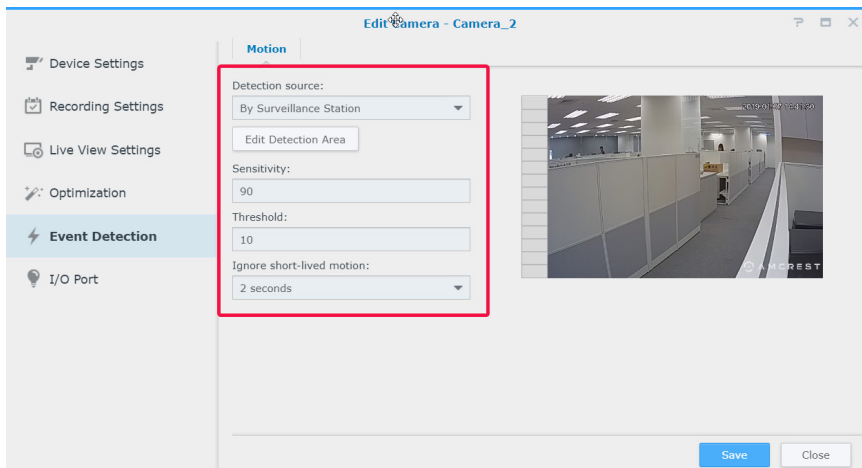 Edit Camera - Camera_2
Device Settings
Recording Settings
Live View Settings
Optimization
Event Detection
I/O Port
Motion
Detection source:
By Surveillance Station
Edit Detection Area
Sensitivity:
90
Threshold:
10
Ignore short-lived motion:
2 seconds
AMCREST
Save
Close